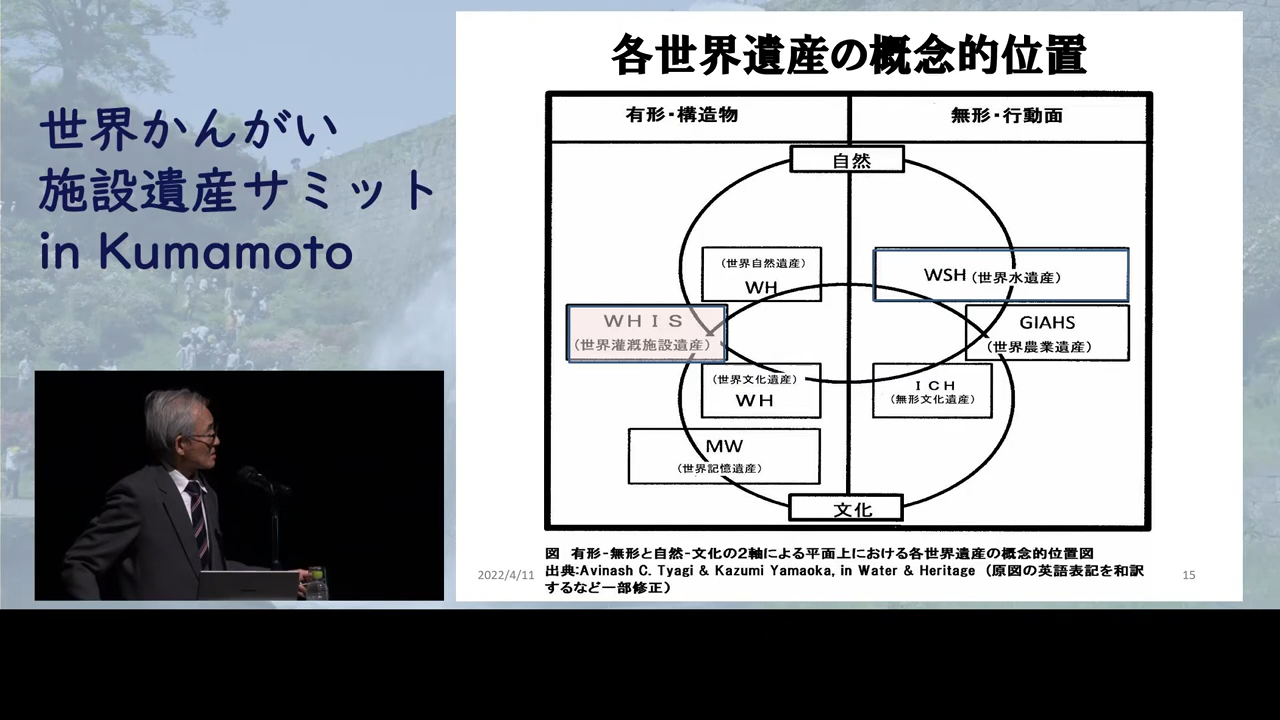 世界かんがい
施設遺産サミット
in Kumamoto
各世界遺産の概念的位置
有形・構造物
無形・行動面
自然
(世界自然遺産)
WH
WSH (世界水遺産)
WHIS
(世界灌漑施設遺産)
GIAHS
(世界農業遺産)
(世界文化遺産)
WH
ICH
(無形文化遺産)
MW
(世界記憶遺産)
文化
図 有形-無形と自然-文化の2軸による平面上における各世界遺産の概念的位置図
出典:Avinash C. Tyagi & Kazumi Yamaoka, in Water & Heritage （原図の英語表記を和訳
するなど一部修正）
2022/4/11
15